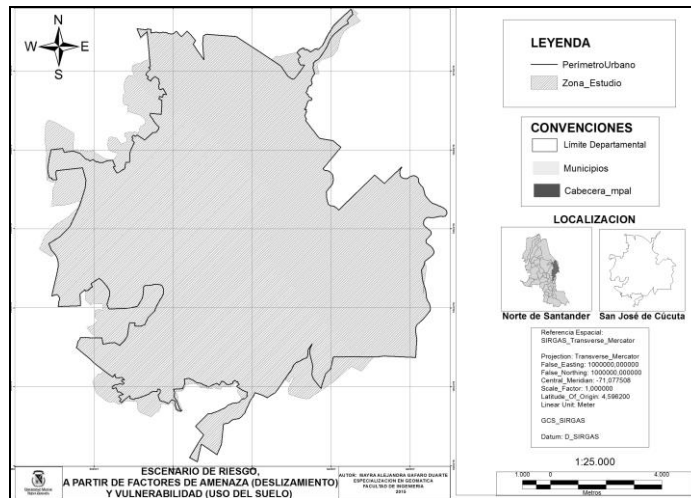 N
W E
S
LEYENDA
PerímetroUrbano
Zona_Estudio
CONVENCIONES
Límite Departamental
Municipios
Cabecera_mpal
LOCALIZACION
Norte de Santander
San José de Cúcuta
Referencia Espacial:
SIRGAS_Transverse_Mercator
Projection: Transverse_Mercator
False_Easting: 1000000,000000
False_Northing: 1000000,000000
Central_Meridian: -71,077508
Scale_Factor: 1,000000
Latitude_Of_Origin: 4,596200
Linear Unit: Meter
GCS_SIRGAS
Datum: D_SIRGAS
1:25.000
1.000 0 2.000 4.000
Metros
ESCENARIO DE RIESGO,
A PARTIR DE FACTORES DE AMENAZA (DESLIZAMIENTO)
Y VULNERABILIDAD (USO DEL SUELO)
AUTOR: MAYRA ALEJANDRA GAFARO DUARTE
ESPECIALIZACION EN GEOMATICA
FACULTAD DE INGENIERIA